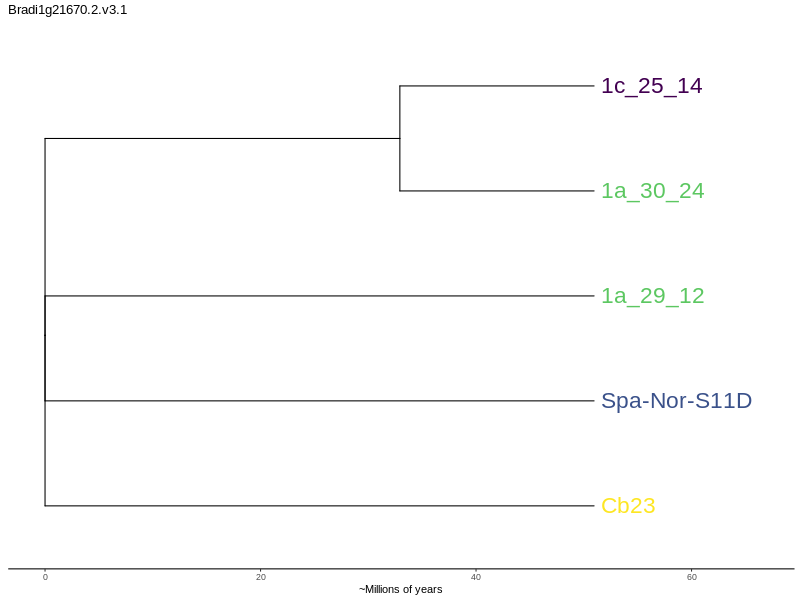 Bradi1g21670.2.v3.1
1c_25_14
1a_30_24
1a_29_12
Spa-Nor-S11D
Cb23
0 20 40 60
~Millions of years